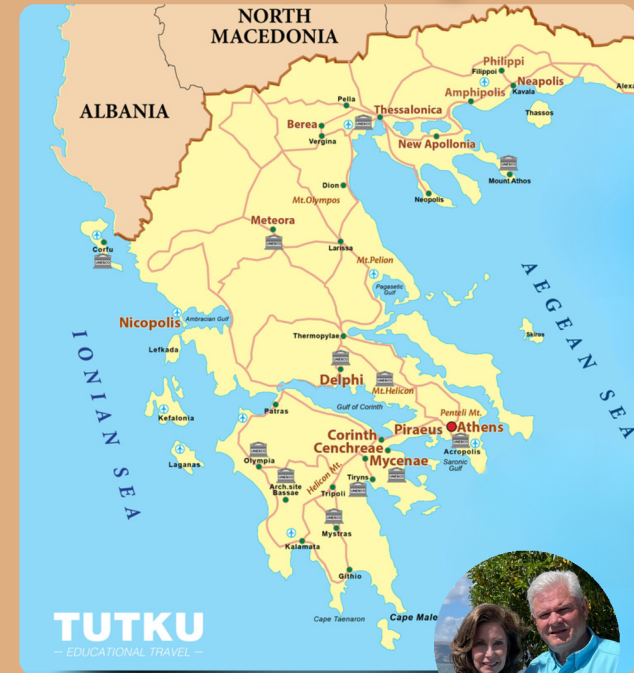 NORTH
MACEDONIA
ALBANIA
Philippi
Filippoi
Neapolis
Kavala
Amphipolis
Alexa
Thassos
Pella
Thessalonica
Berea
Vergina
New Apollonia
Mount Athos
Dion
Neopolis
Mt.Olympos
Meteora
Larissa
Corfu
Mt.Pelion
Pagasetic
Gulf
AEGEAN SEA
Nicopolis
Ambracian Gulf
Lefkada
Thermopylae
Skiros
IONIAN SEA
Delphi
Mt.Helicon
Kefalonia
Patras
Gulf of Corinth
Penteli Mt.
Piraeus
Athens
Corinth
Cenchreae
Acropolis
Saronic
Gulf
Laganas
Olympia
Mycenae
Helicon Mt.
Tiryns
Arch.site
Bassae
Tripoli
Mystras
Kalamata
Githio
Cape Taenaron
Cape Male
TUTKU
— EDUCATIONAL TRAVEL —